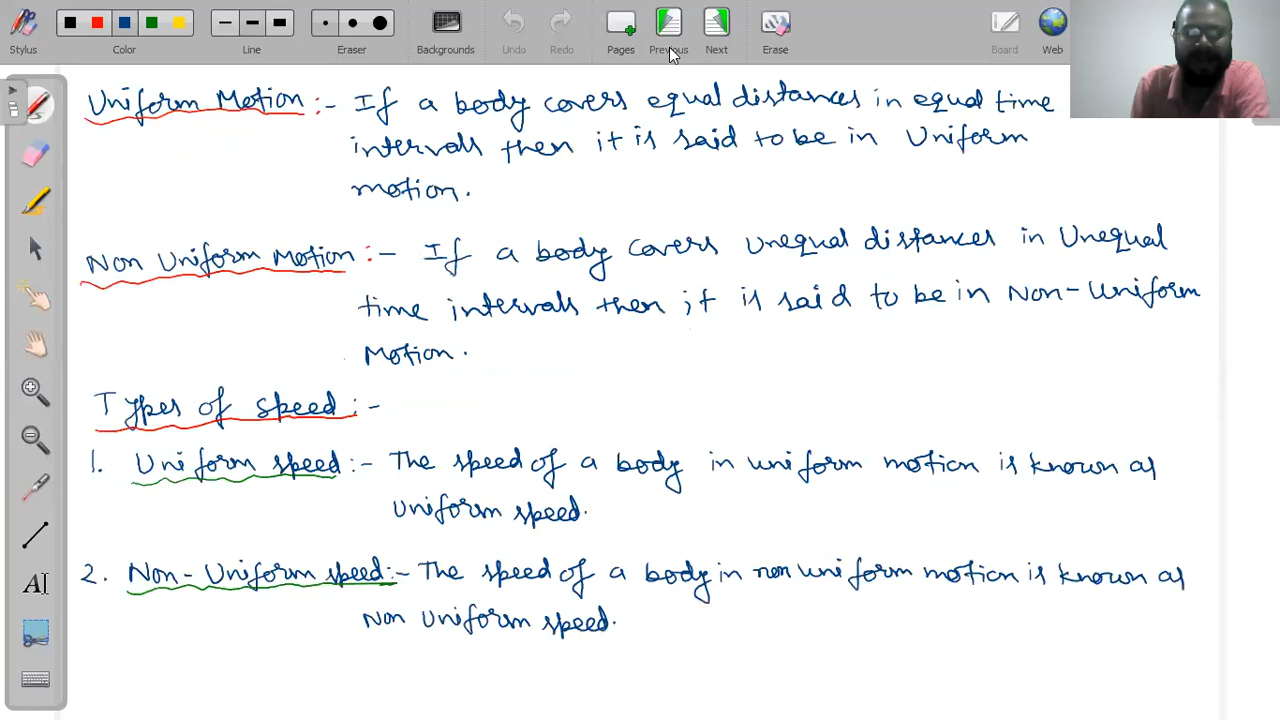 Stylus
Color
Line
Eraser
Backgrounds
Undo
Redo
Pages
Previous
Next
Erase
Board
Web
Uniform Motion :- If a body covers equal distances in equal time
intervals then it is said to be in Uniform
motion.
Non Uniform Motion :- If a body covers Unequal distances in Unequal
time intervals then it is said to be in Non-Uniform
Motion.
Types of speed :-
1. Uniform speed :- The speed of a body in uniform motion is known as
Uniform speed.
2. Non-Uniform speed :- The speed of a body in non uniform motion is known as
Non Uniform speed.
AI